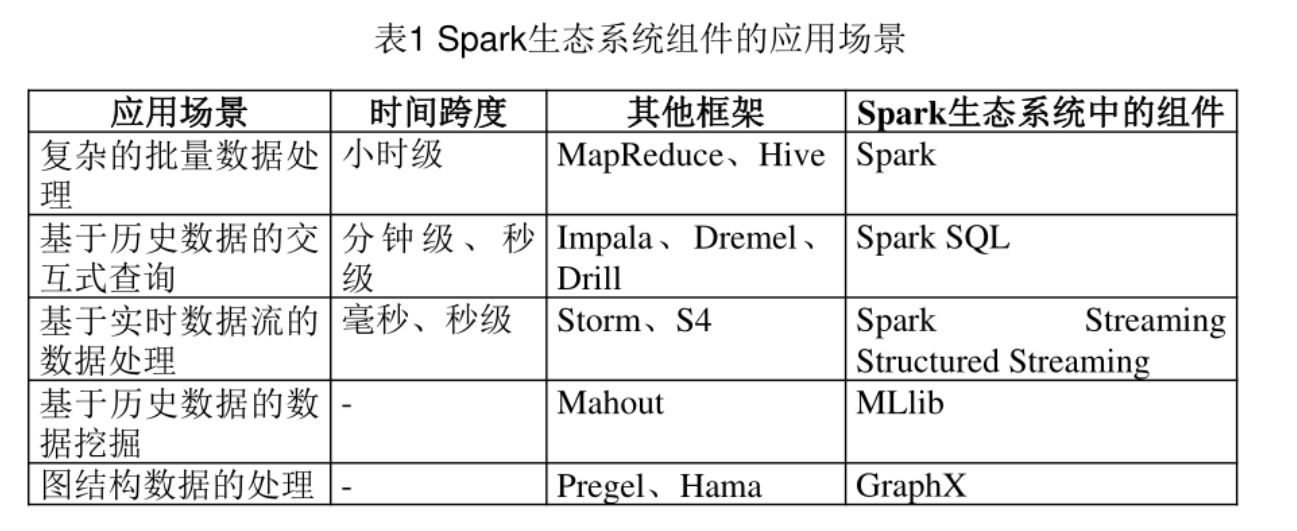 表1 Spark生态系统组件的应用场景
应用场景 时间跨度 其他框架 Spark生态系统中的组件
复杂的批量数据处理 小时级 MapReduce、Hive Spark
基于历史数据的交互式查询 分钟级、秒级 Impala、Dremel、Drill Spark SQL
基于实时数据流的数据处理 毫秒、秒级 Storm、S4 Spark Streaming Structured Streaming
基于历史数据的数据挖掘 - Mahout MLlib
图结构数据的处理 - Pregel、Hama GraphX